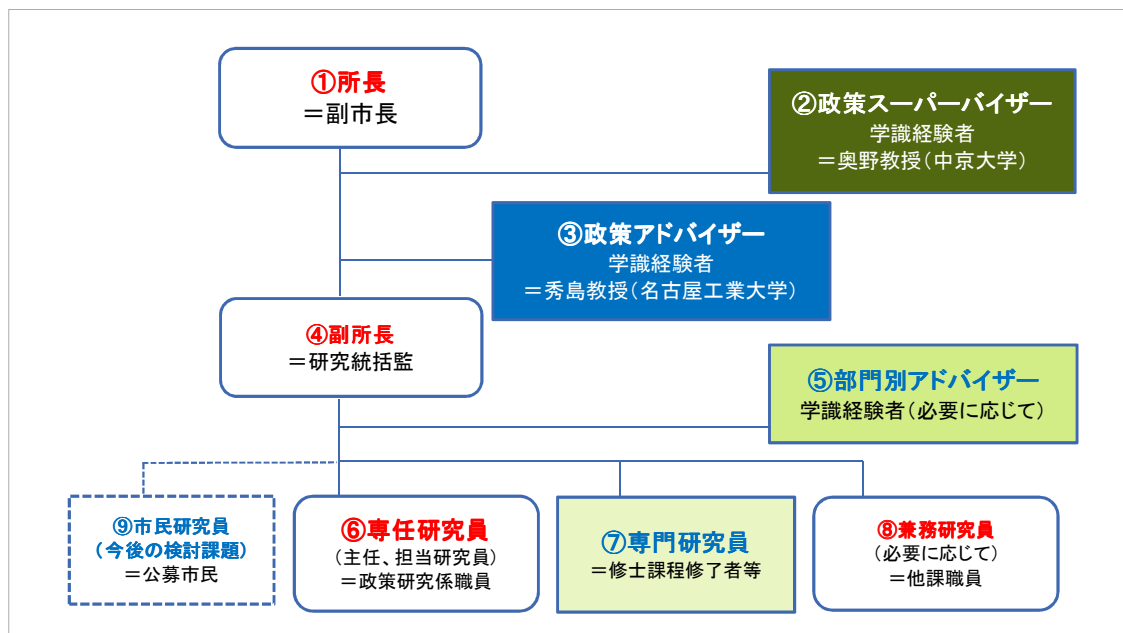 ①所長
＝副市長
②政策スーパーバイザー
学識経験者
＝奥野教授（中京大学）
③政策アドバイザー
学識経験者
＝秀島教授（名古屋工業大学）
④副所長
＝研究統括監
⑤部門別アドバイザー
学識経験者（必要に応じて）
⑨市民研究員
（今後の検討課題）
＝公募市民
⑥専任研究員
（主任、担当研究員）
＝政策研究係職員
⑦専門研究員
＝修士課程修了者等
⑧兼務研究員
（必要に応じて）
＝他課職員